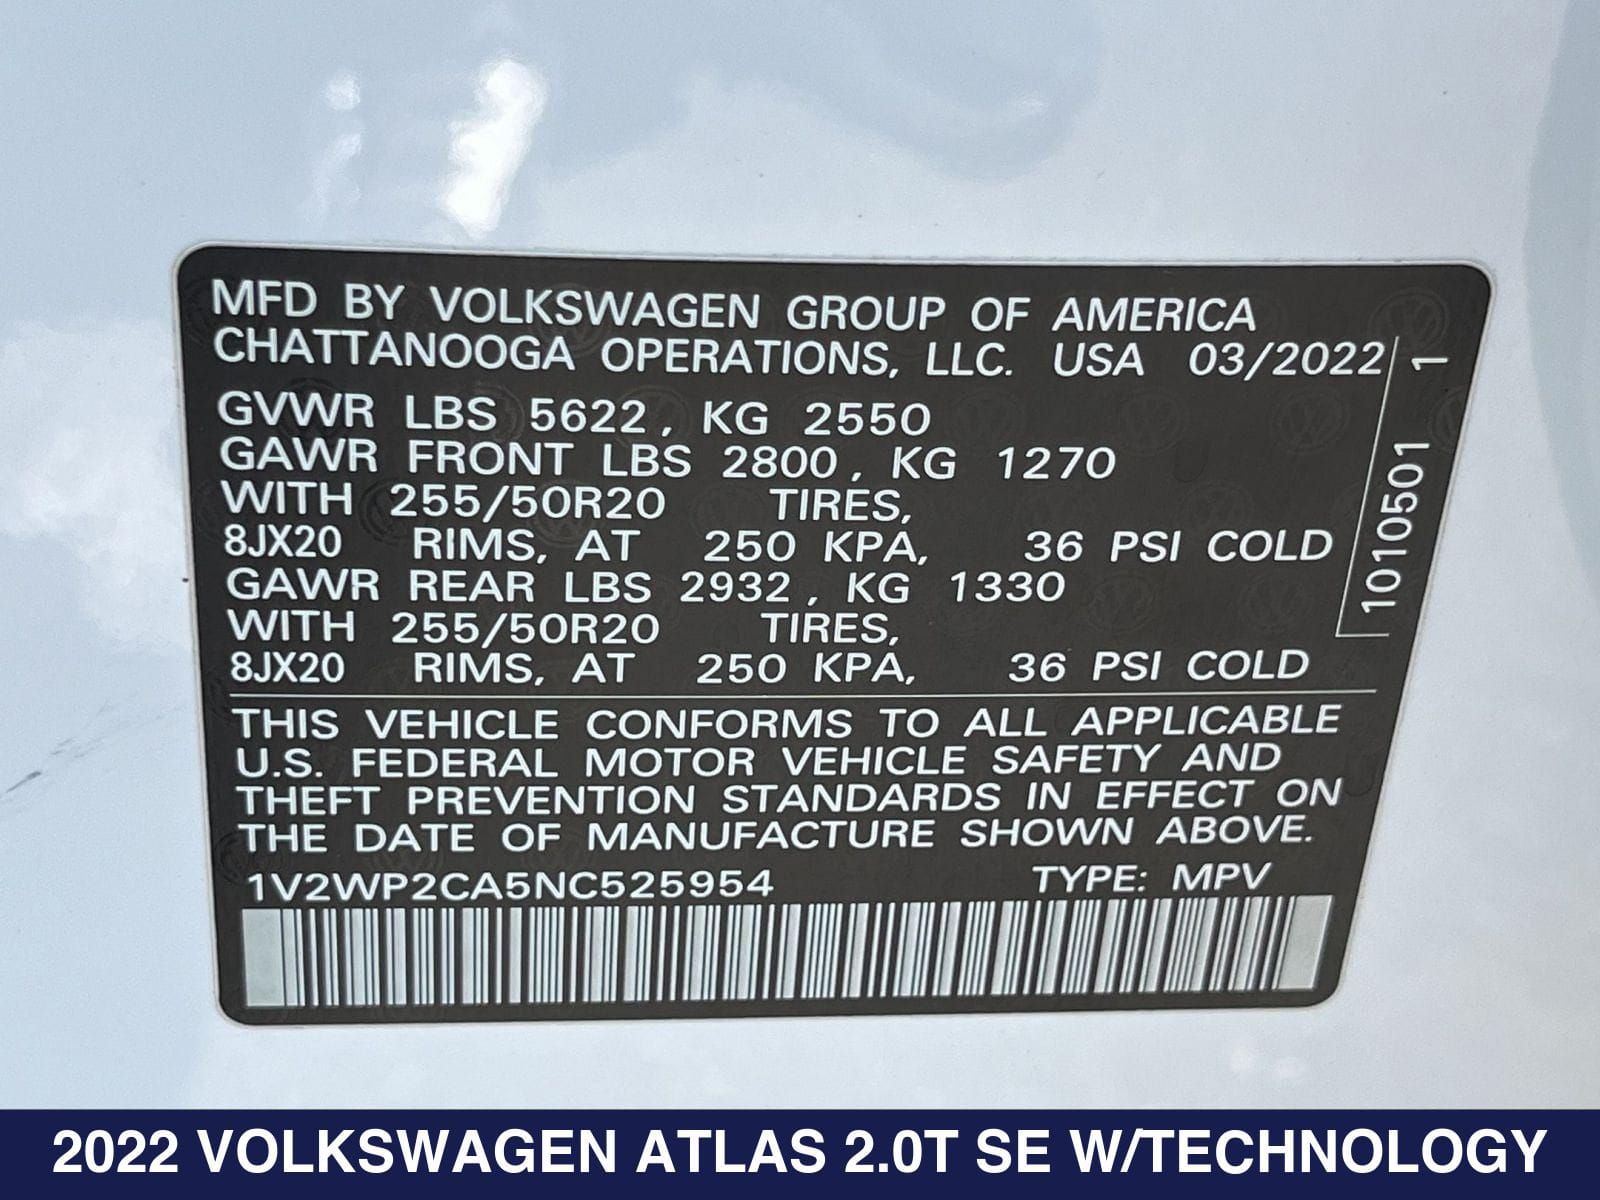 MFD BY VOLKSWAGEN GROUP OF AMERICA
CHATTANOOGA OPERATIONS, LLC. USA 03/2022
GVWR LBS 5622, KG 2550
GAWR FRONT LBS 2800, KG 1270
WITH 255/50R20 TIRES,
8JX20 RIMS, AT 250 KPA, 36 PSI COLD
GAWR REAR LBS 2932, KG 1330
WITH 255/50R20 TIRES,
8JX20 RIMS, AT 250 KPA, 36 PSI COLD
1010501 1
THIS VEHICLE CONFORMS TO ALL APPLICABLE
U.S. FEDERAL MOTOR VEHICLE SAFETY AND
THEFT PREVENTION STANDARDS IN EFFECT ON
THE DATE OF MANUFACTURE SHOWN ABOVE.
1V2WP2CA5NC525954 TYPE: MPV
2022 VOLKSWAGEN ATLAS 2.0T SE W/TECHNOLOGY